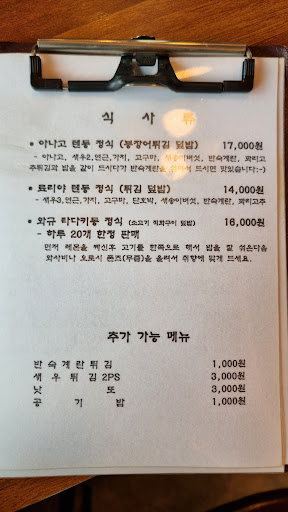 식 사 류
• 아나고 텐동 정식 (붕장어튀김 덮밥) 17,000원
- 아나고, 새우2,연근,가지, 고구마, 새송이버섯, 반숙계란, 꽈리고
추튀김과 밥을 같이 드시다가 반숙계란을 드시면 맛있습니다:-)
• 료리야 텐동 정식 (튀김 덮밥) 14,000원
- 새우3,연근,가지, 고구마, 단호박, 새송이버섯, 반숙계란, 꽈리고추
• 와규 타다키동 정식 (소고기 직화구이 덮밥) 16,000원
- 하루 20개 한정 판매
먼저 레몬을 짜신후 고기를 한쪽으로 해서 밥을 잘 섞은다음
와사비나 오로시 폰즈(무즙)을 올려서 취향에 맞게 드세요.
추가 가능 메뉴
반숙계란튀김 1,000원
새우튀김2PS 3,000원
낫 또 3,000원
공 기 밥 1,000원